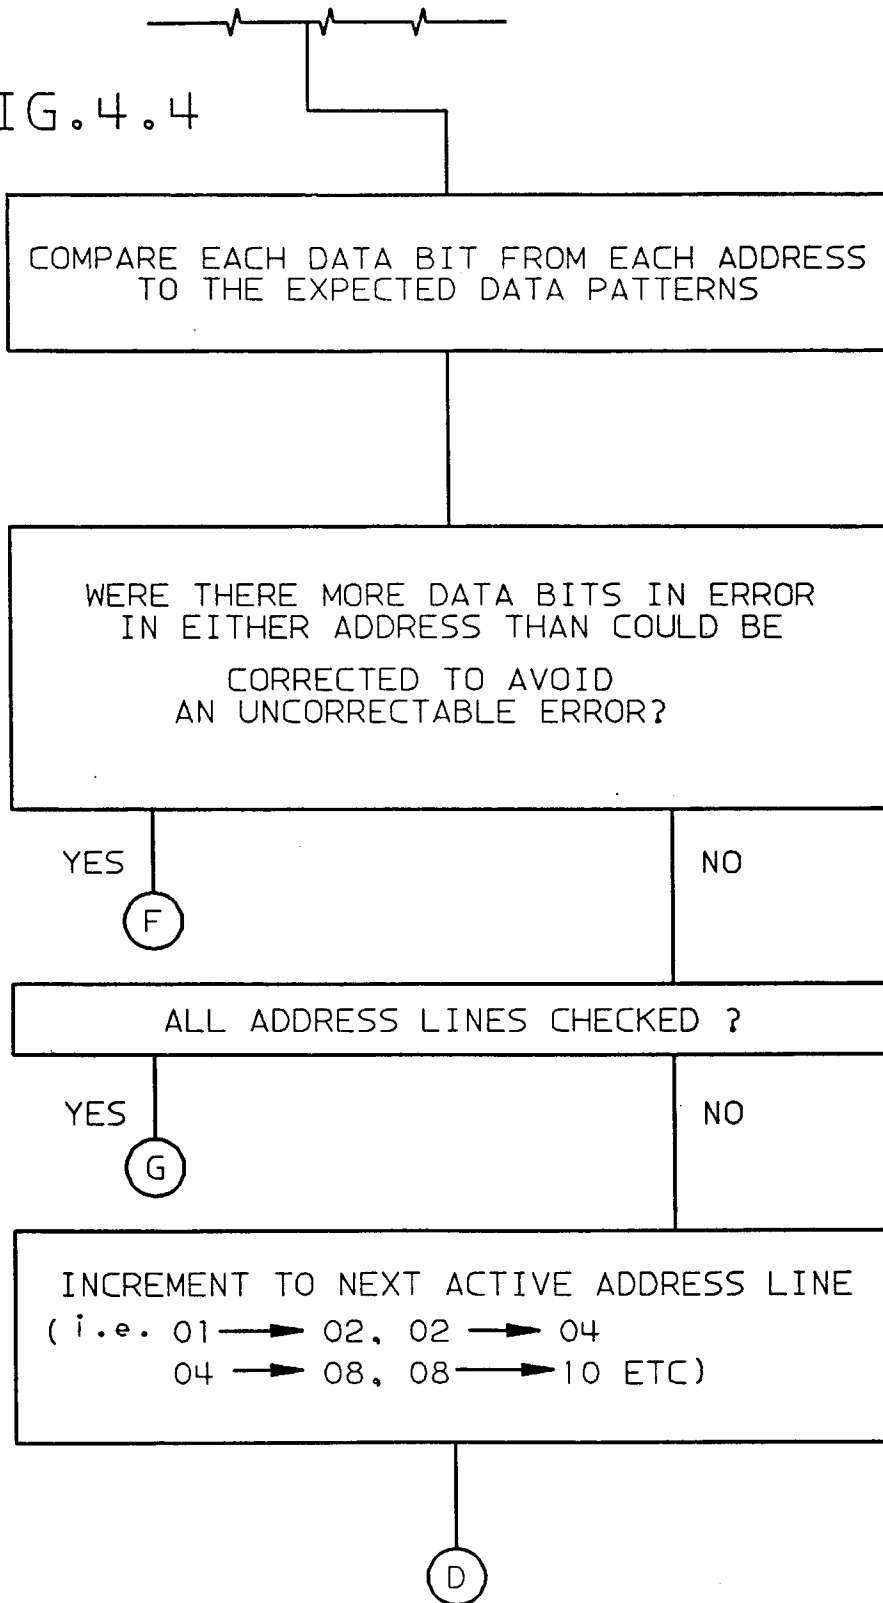 IG.4.4
COMPARE EACH DATA BIT FROM EACH ADDRESS
TO THE EXPECTED DATA PATTERNS
WERE THERE MORE DATA BITS IN ERROR
IN EITHER ADDRESS THAN COULD BE
CORRECTED TO AVOID
AN UNCORRECTABLE ERROR?
YES NO
F
ALL ADDRESS LINES CHECKED ?
YES NO
G
INCREMENT TO NEXT ACTIVE ADDRESS LINE
(i.e. 01 → 02, 02 → 04
04 → 08, 08 → 10 ETC)
D